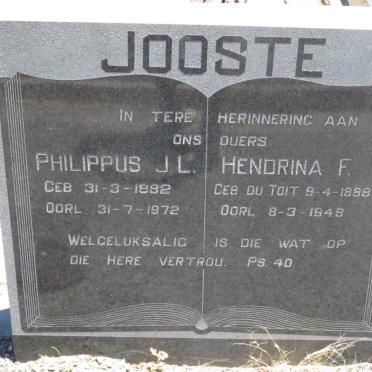 JOOSTE
IN TERE HERINNERING AAN
ONS OUERS
PHILIPPUS J.L. HENDRINA F.
GEB 31-3-1882 GEB DU TOIT 9-4-1888
OORL 31-7-1972 OORL 8-3-1948
WELGELUKSALIG IS DIE WAT OP
DIE HERE VERTROU. PS. 40